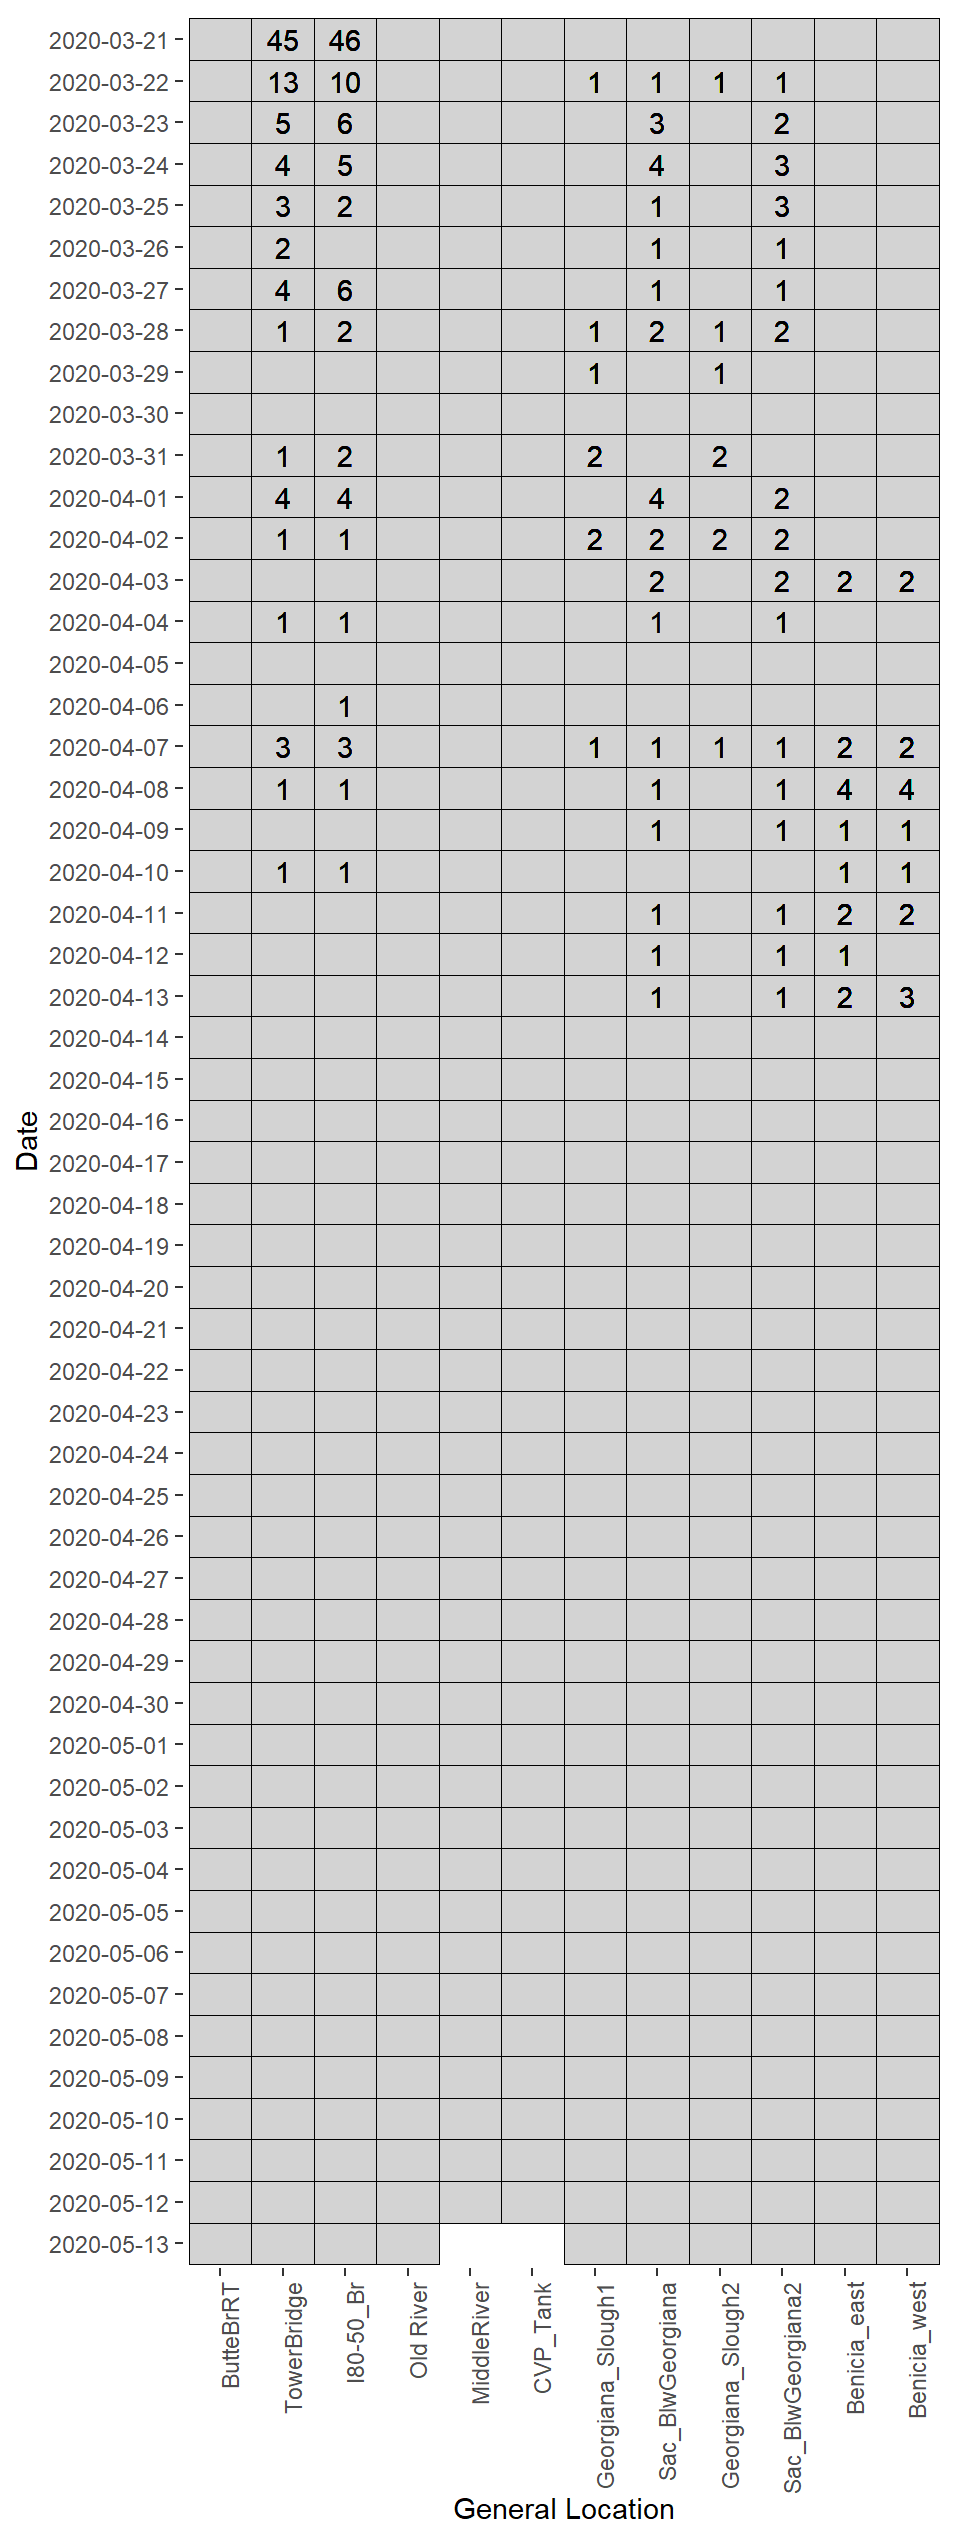 2020-03-21 45 46
2020-03-22 13 10 1 1 1 1
2020-03-23 5 6 3 2
2020-03-24 4 5 4 3
2020-03-25 3 2 1 3
2020-03-26 2 1 1
2020-03-27 4 6 1 1
2020-03-28 1 2 1 2 1 2
2020-03-29 1 1
2020-03-30
2020-03-31 1 2 2 2
2020-04-01 4 4 4 2
2020-04-02 1 1 2 2 2 2
2020-04-03 2 2 2 2
2020-04-04 1 1 1 1
2020-04-05
2020-04-06 1
2020-04-07 3 3 1 1 1 1 2 2
2020-04-08 1 1 1 1 4 4
2020-04-09 1 1 1 1
2020-04-10 1 1 1 1
2020-04-11 1 1 2 2
2020-04-12 1 1 1
2020-04-13 1 1 2 3
2020-04-14
2020-04-15
2020-04-16
2020-04-17
2020-04-18
2020-04-19
2020-04-20
2020-04-21
2020-04-22
2020-04-23
2020-04-24
2020-04-25
2020-04-26
2020-04-27
2020-04-28
2020-04-29
2020-04-30
2020-05-01
2020-05-02
2020-05-03
2020-05-04
2020-05-05
2020-05-06
2020-05-07
2020-05-08
2020-05-09
2020-05-10
2020-05-11
2020-05-12
2020-05-13
Date
ButteBrRT
TowerBridge
I80-50_Br
Old River
MiddleRiver
CVP_Tank
Georgiana_Slough1
Sac_BlwGeorgiana
Georgiana_Slough2
Sac_BlwGeorgiana2
Benicia_east
Benicia_west
General Location